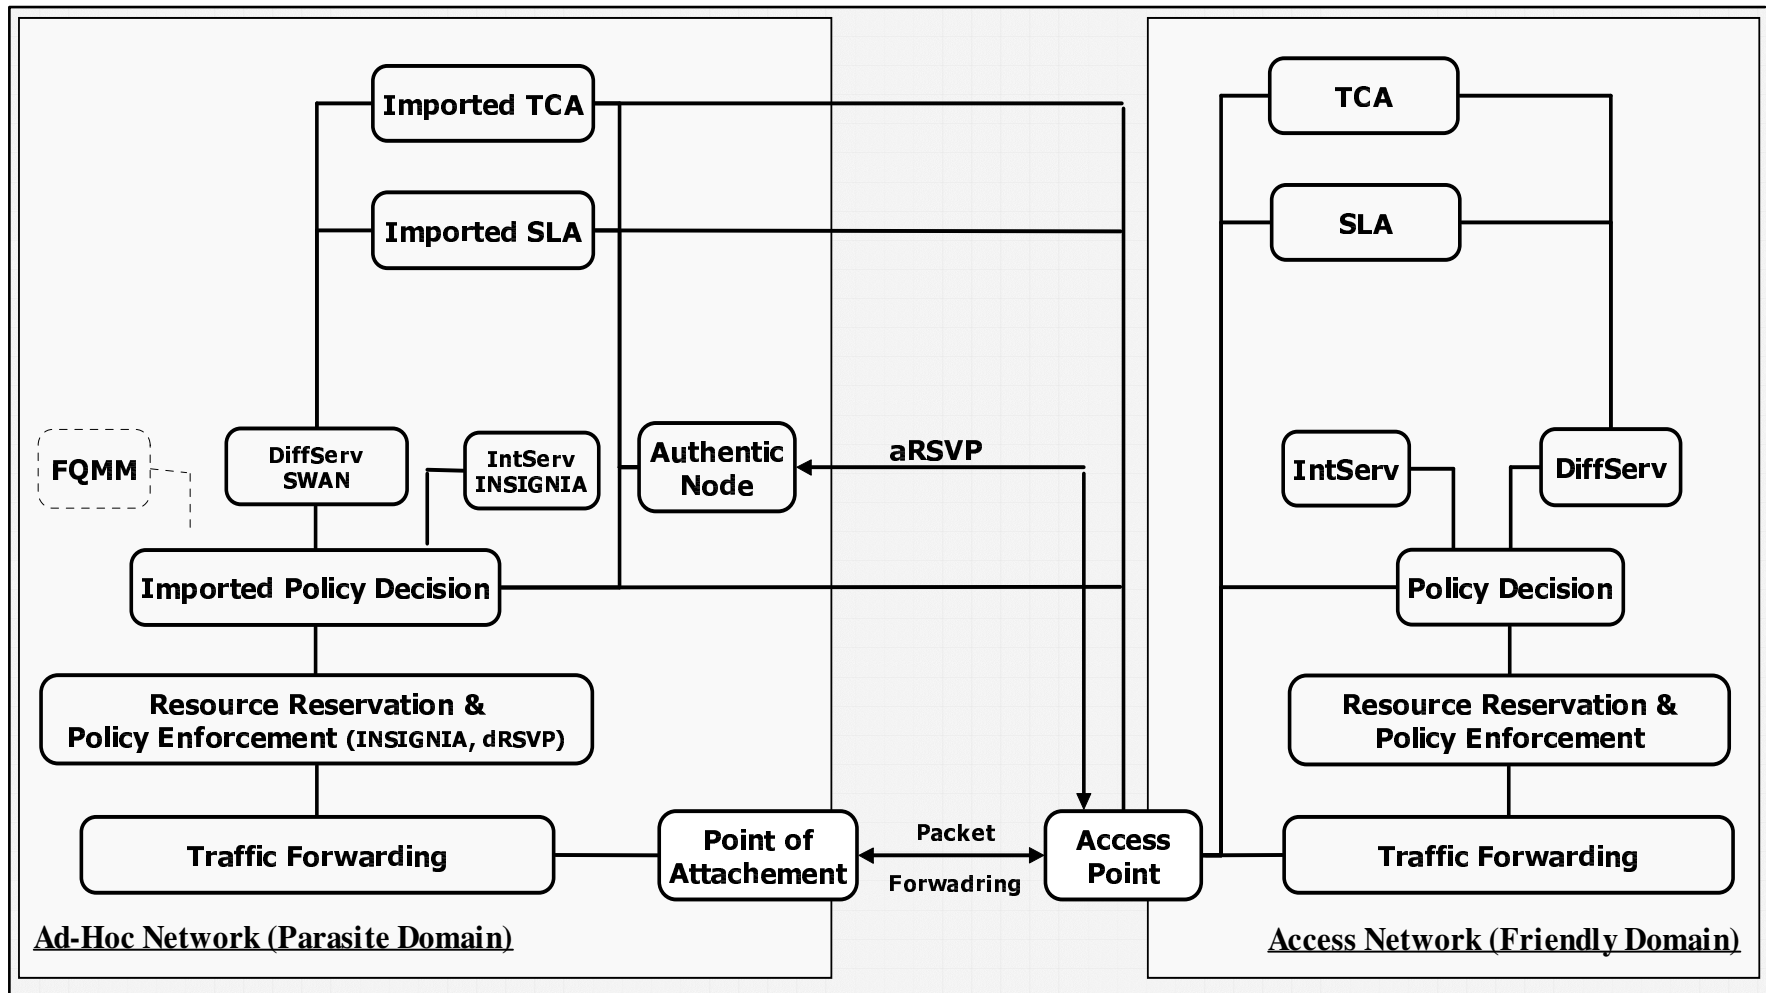 Imported TCA
TCA
Imported SLA
SLA
FQMM
DiffServ
SWAN
IntServ
INSIGNIA
Authentic
Node
aRSVP
IntServ
DiffServ
Imported Policy Decision
Policy Decision
Resource Reservation &
Policy Enforcement (INSIGNIA, dRSVP)
Resource Reservation &
Policy Enforcement
Traffic Forwarding
Point of
Attachement
Packet
Forwadring
Access
Point
Traffic Forwarding
Ad-Hoc Network (Parasite Domain)
Access Network (Friendly Domain)